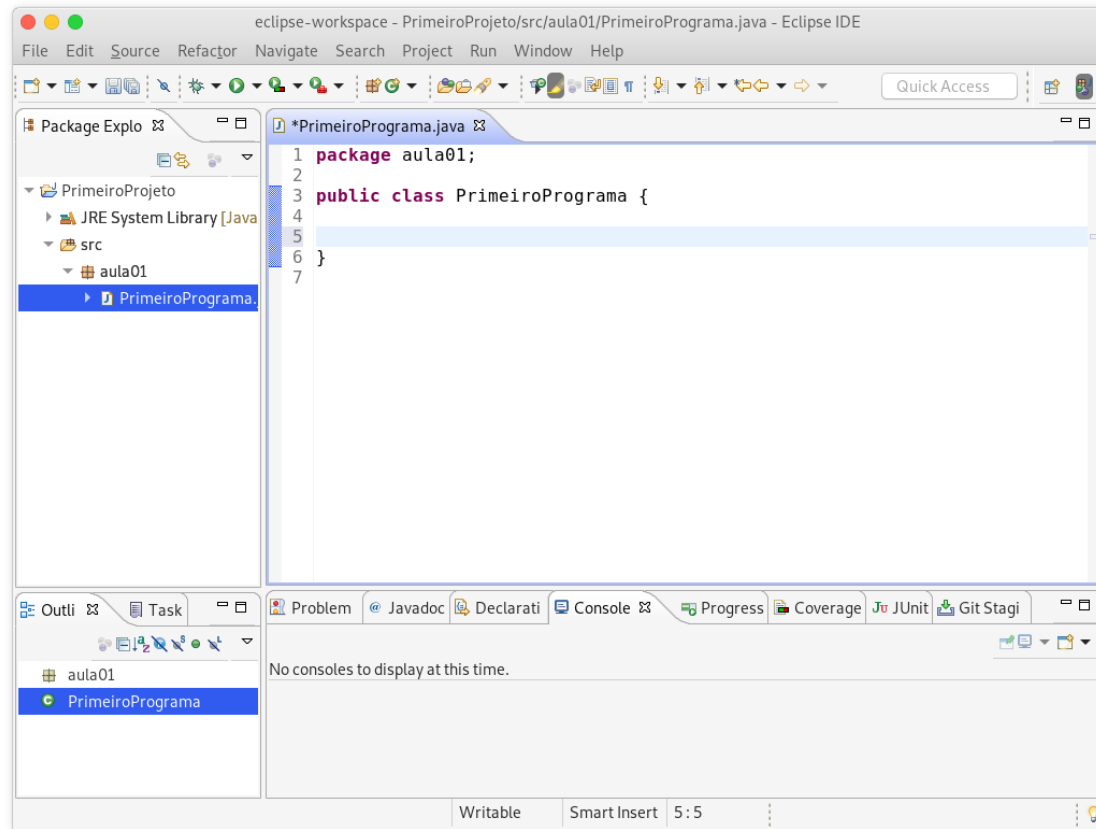 eclipse-workspace - PrimeiroProjeto/src/aula01/PrimeiroPrograma.java - Eclipse IDE
File Edit Source Refactor Navigate Search Project Run Window Help
Quick Access
Package Explo
*PrimeiroPrograma.java
PrimeiroProjeto
JRE System Library [Java
src
aula01
PrimeiroPrograma.
1 package aula01;
2
3 public class PrimeiroPrograma {
4
5
6 }
7
Outli Task
aula01
PrimeiroPrograma
Problem @ Javadoc Declarati Console Progress Coverage JU JUnit Git Stagi
No consoles to display at this time.
Writable Smart Insert 5:5